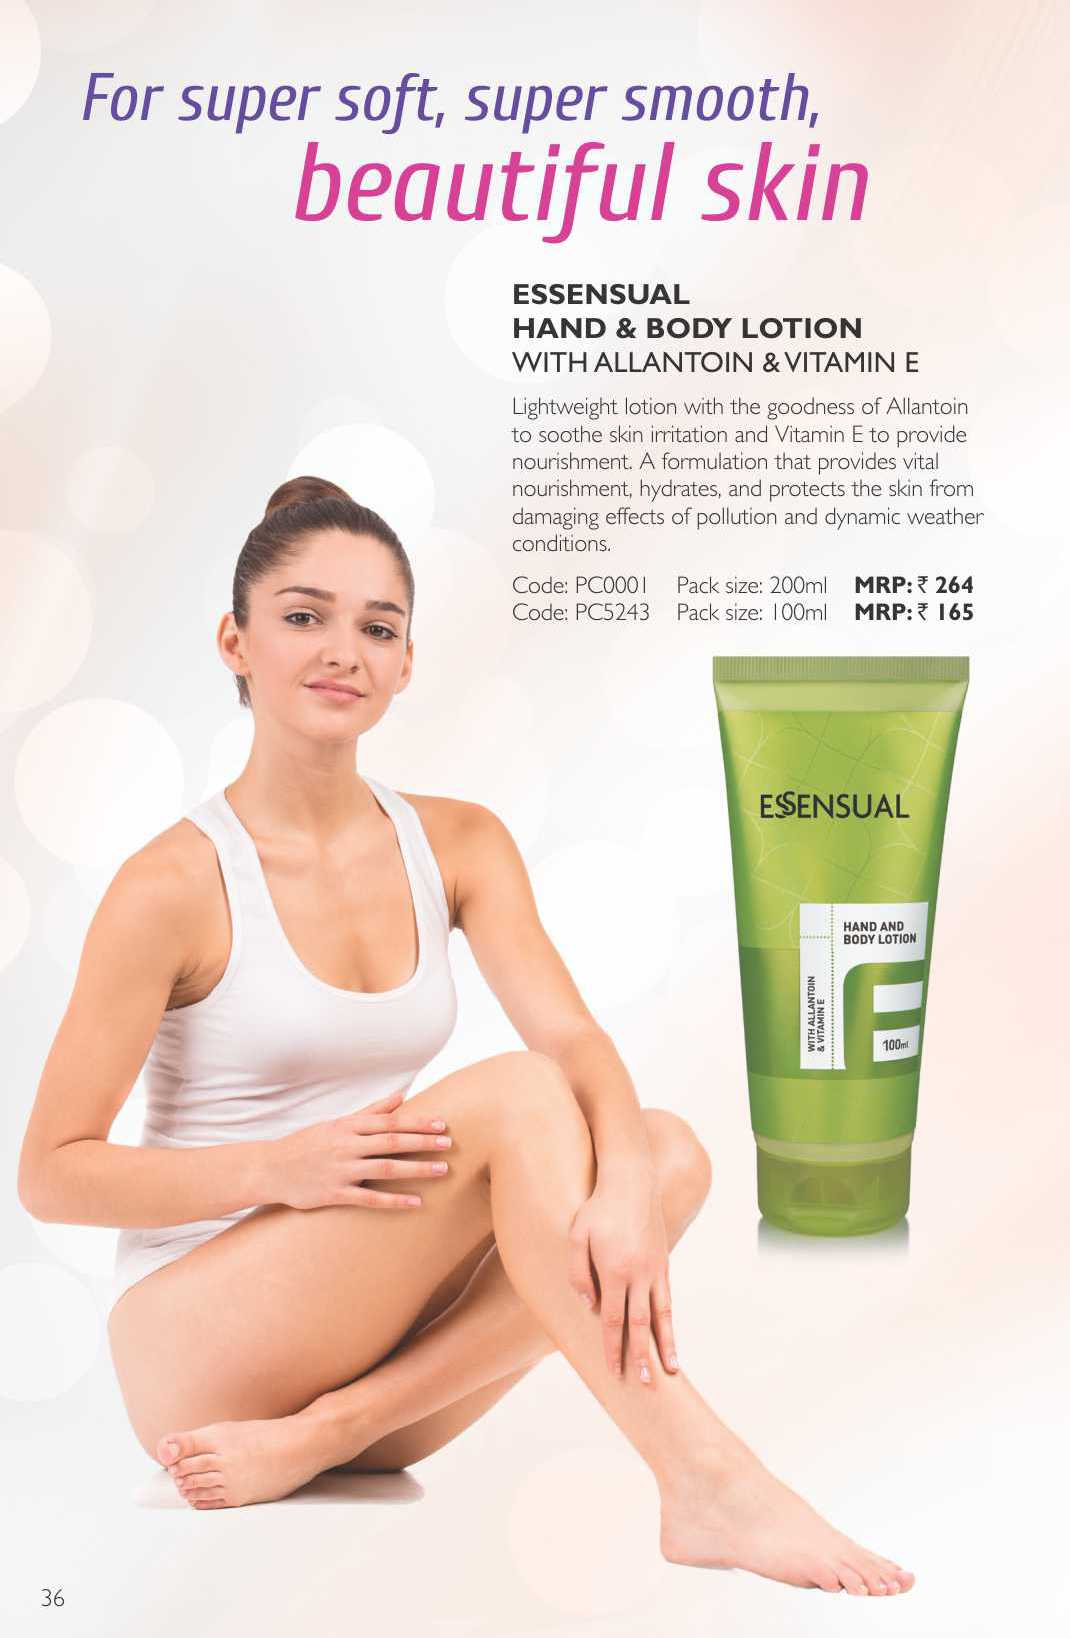 For super soft, super smooth,
beautiful skin
ESSENSUAL
HAND & BODY LOTION
WITH ALLANTOIN & VITAMIN E
Lightweight lotion with the goodness of Allantoin
to soothe skin irritation and Vitamin E to provide
nourishment. A formulation that provides vital
nourishment, hydrates, and protects the skin from
damaging effects of pollution and dynamic weather
conditions.
Code: PC0001 Pack size: 200ml MRP: ₹ 264
Code: PC5243 Pack size: 100ml MRP: ₹ 165
ESSENSUAL
HAND AND
BODY LOTION
WITH ALLANTOIN
& VITAMIN E
100ml
36